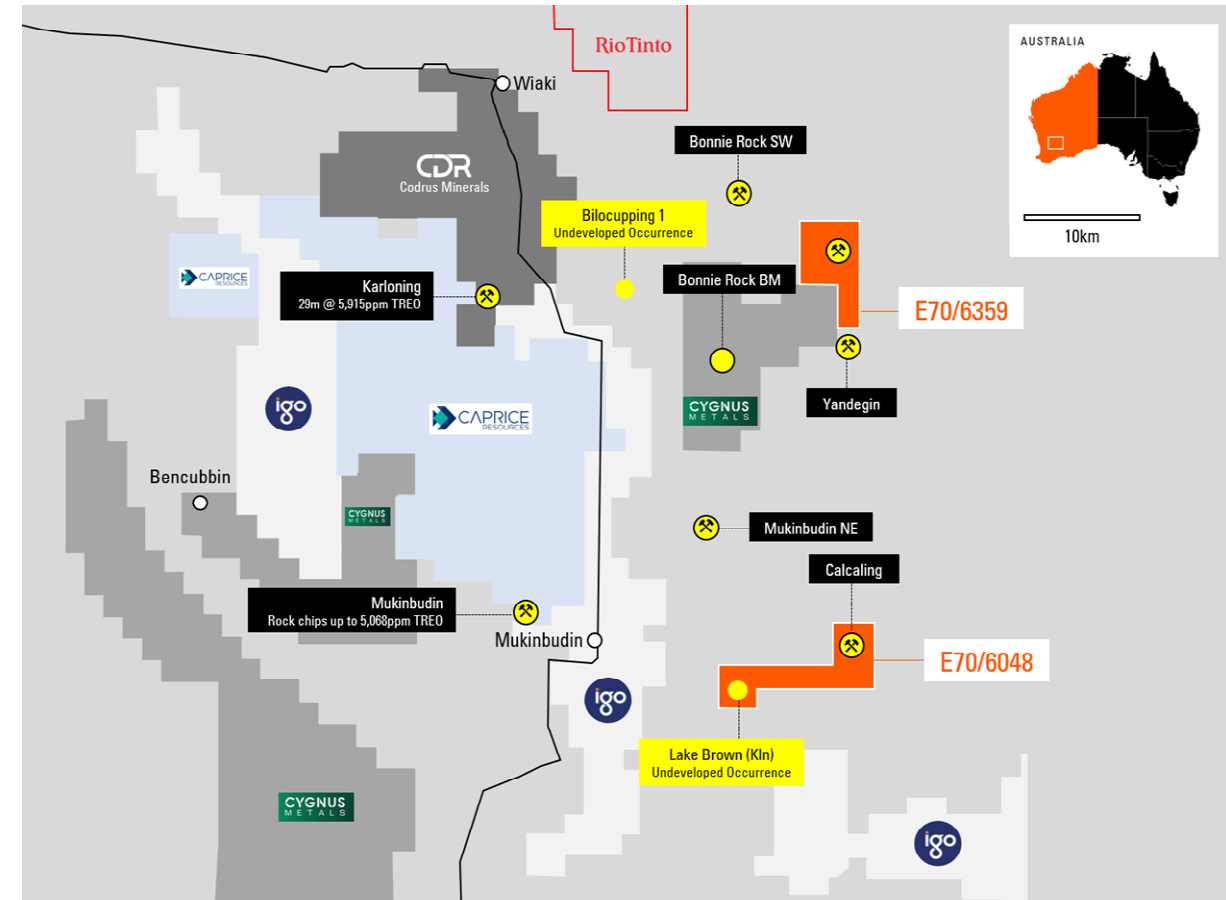 RioTinto
AUSTRALIA
10km
Wiaki
CDR
Codrus Minerals
Bonnie Rock SW
Bilocupping 1
Undeveloped Occurrence
CAPRICE
RESOURCES
Karloning
29m @ 5,915ppm TREO
Bonnie Rock BM
E70/6359
igo
CAPRICE
RESOURCES
CYGNUS
METALS
Yandegin
Bencubbin
CYGNUS
METALS
Mukinbudin NE
Calcaling
Mukinbudin
Rock chips up to 5,068ppm TREO
Mukinbudin
E70/6048
igo
Lake Brown (Kln)
Undeveloped Occurrence
CYGNUS
METALS
igo